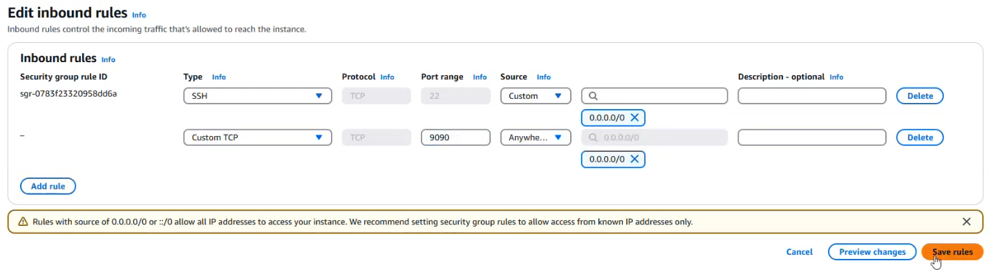 Edit inbound rules Info
Inbound rules control the incoming traffic that's allowed to reach the instance.
Inbound rules Info
Security group rule ID Type Info Protocol Info Port range Info Source Info Description - optional Info
sgr-0783f23320958dd6a SSH TCP 22 Custom Delete
0.0.0.0/0
– Custom TCP TCP 9090 Anywhe... 0.0.0.0/0 Delete
0.0.0.0/0
Add rule
Rules with source of 0.0.0.0/0 or ::/0 allow all IP addresses to access your instance. We recommend setting security group rules to allow access from known IP addresses only.
Cancel Preview changes Save rules